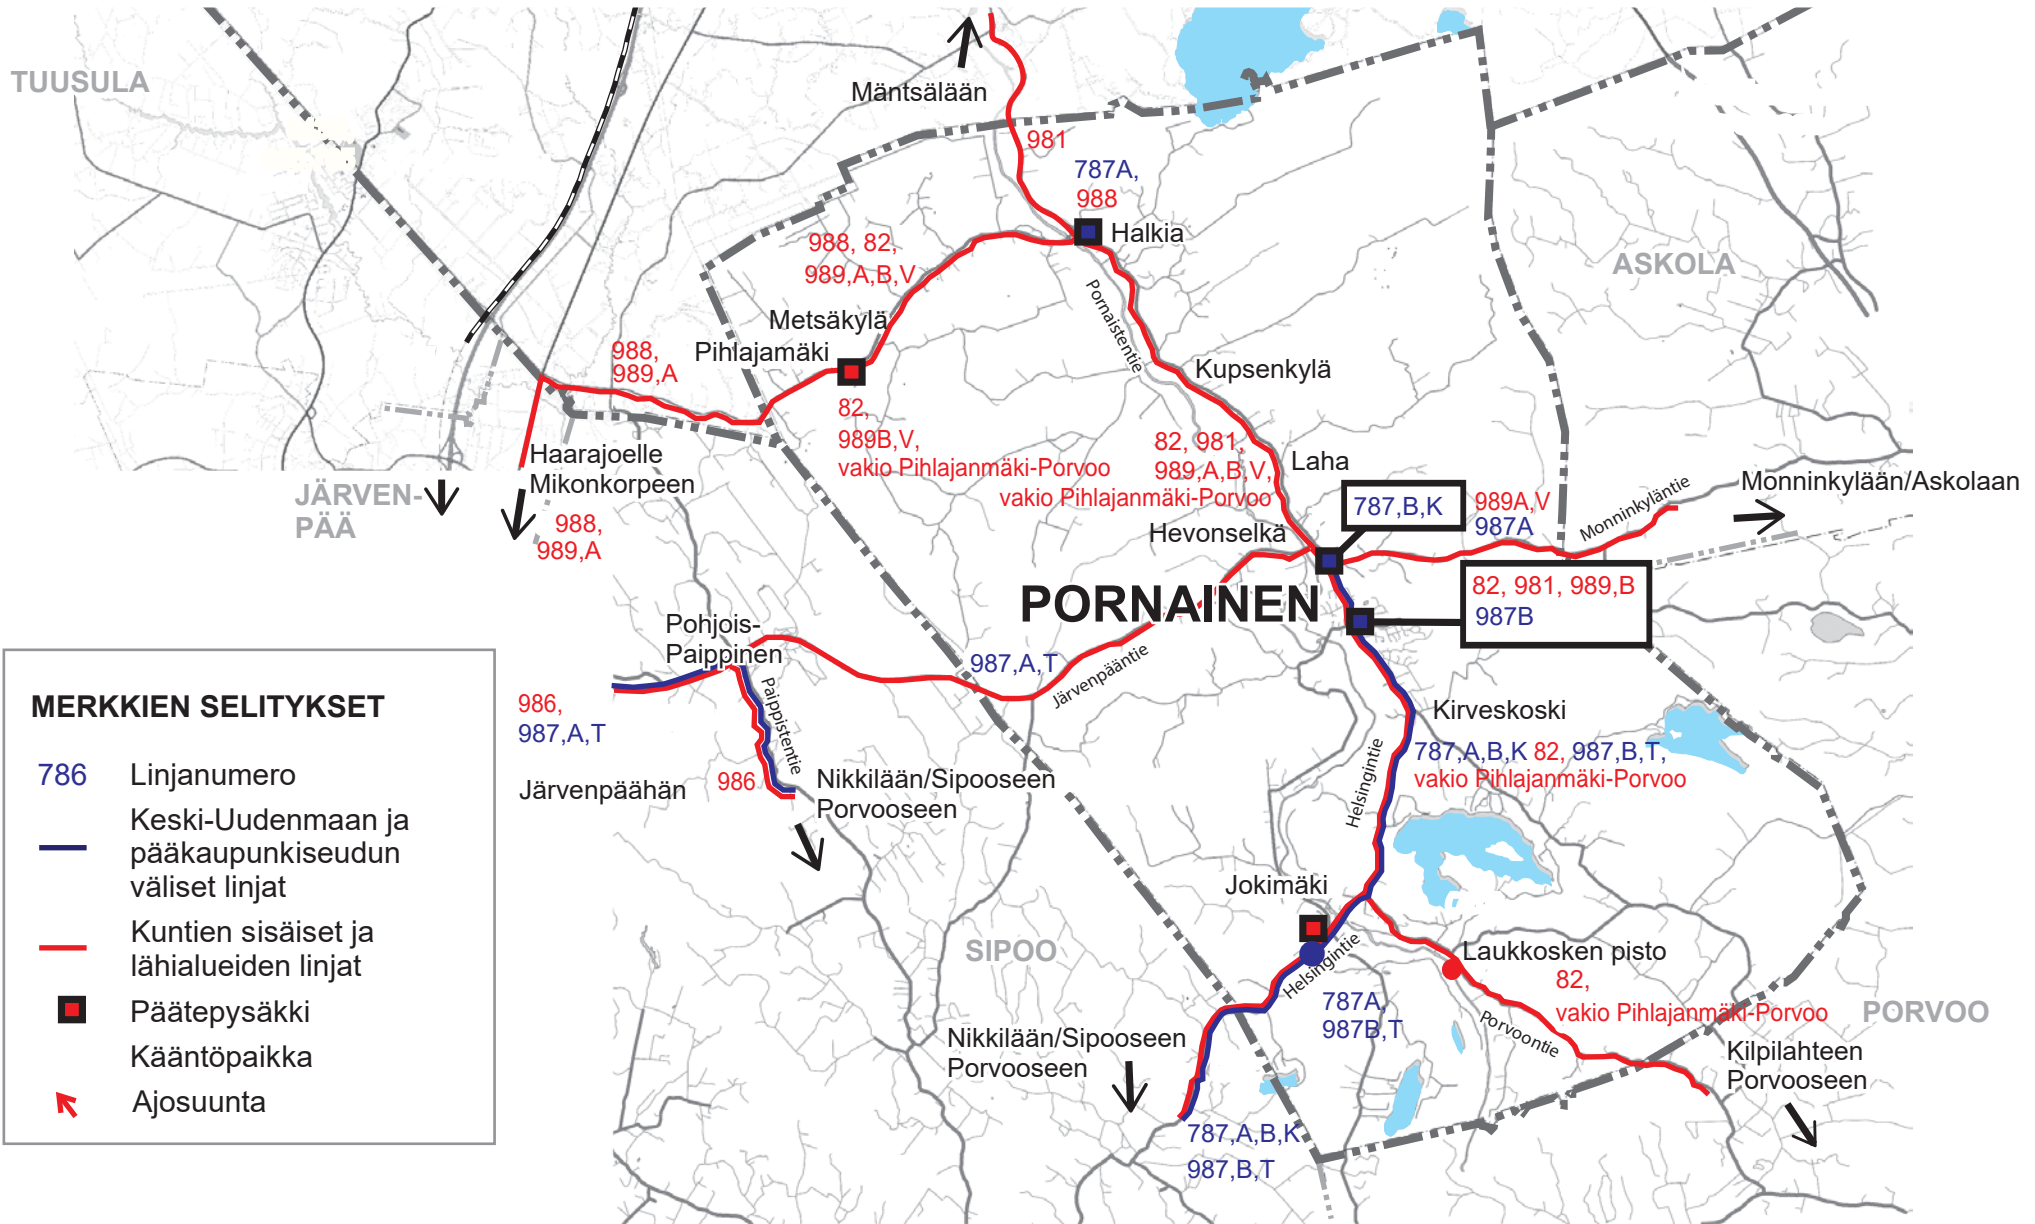 TUUSULA
Mäntsälään
981
787A,
988
Halkia
988, 82,
989,A,B,V
ASKOLA
Pornaistentie
Metsäkylä
Pihlajamäki
988,
989,A
Kupsenkylä
82,
989B,V,
vakio Pihlajanmäki-Porvoo
82, 981,
989,A,B,V,
vakio Pihlajanmäki-Porvoo
Laha
Haarajoelle
Mikonkorpeen
JÄRVEN-
PÄÄ
988,
989,A
787,B,K
989A,V
987A
Monninkyläntie
Monninkylään/Askolaan
Hevonselkä
PORNAINEN
82, 981, 989,B
987B
Pohjois-
Paippinen
987,A,T
Järvenpääntie
986,
987,A,T
Paippistentie
Järvenpäähän
986
Nikkilään/Sipooseen
Porvooseen
Kirveskoski
787,A,B,K 82, 987,B,T,
vakio Pihlajanmäki-Porvoo
Helsingintie
Jokimäki
SIPOO
Helsingintie
Laukkosken pisto
82,
vakio Pihlajanmäki-Porvoo
PORVOO
787A,
987B,T
Porvoontie
Nikkilään/Sipooseen
Porvooseen
Kilpilahteen
Porvooseen
787,A,B,K
987,B,T
MERKKIEN SELITYKSET
786 Linjanumero
Keski-Uudenmaan ja
pääkaupunkiseudun
väliset linjat
Kuntien sisäiset ja
lähialueiden linjat
Päätepysäkki
Kääntöpaikka
Ajosuunta